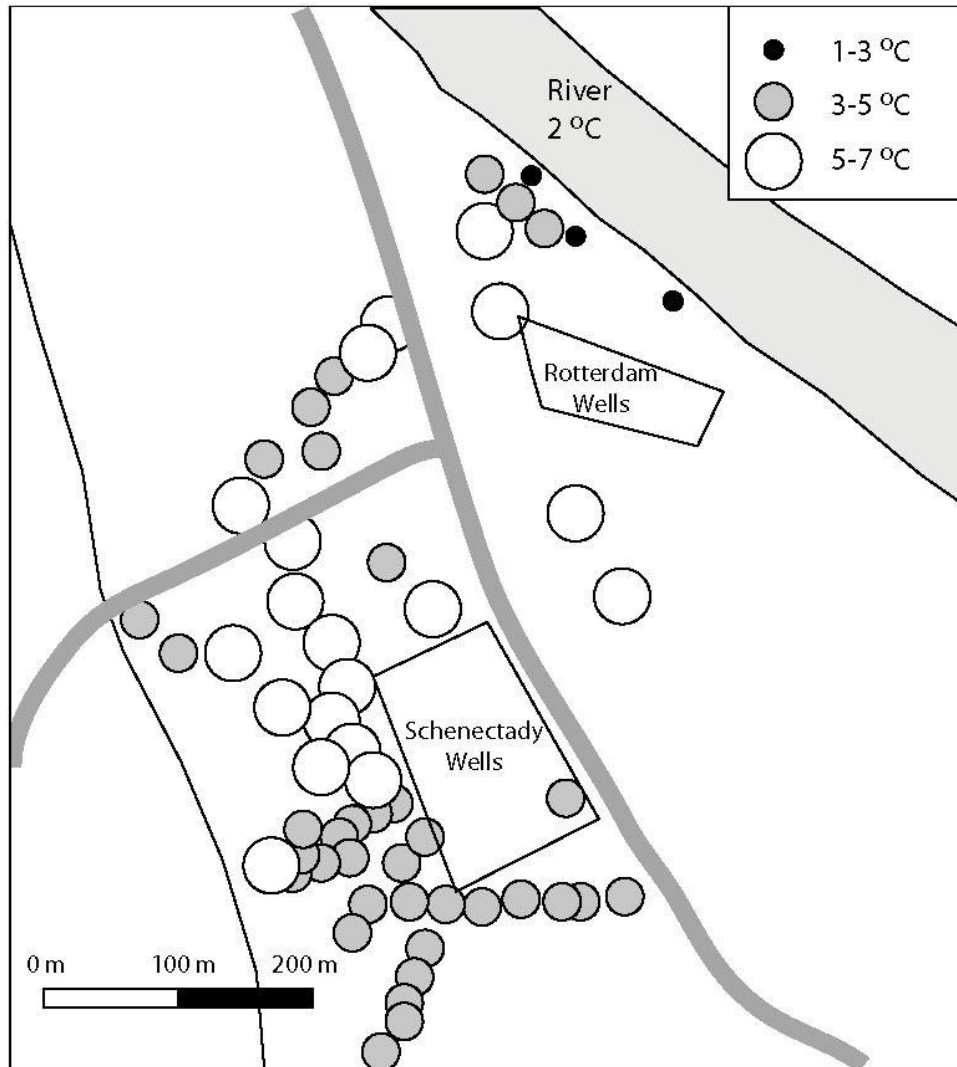 River
2 °C
1-3 °C
3-5 °C
5-7 °C
Rotterdam
Wells
Schenectady
Wells
0 m 100 m 200 m